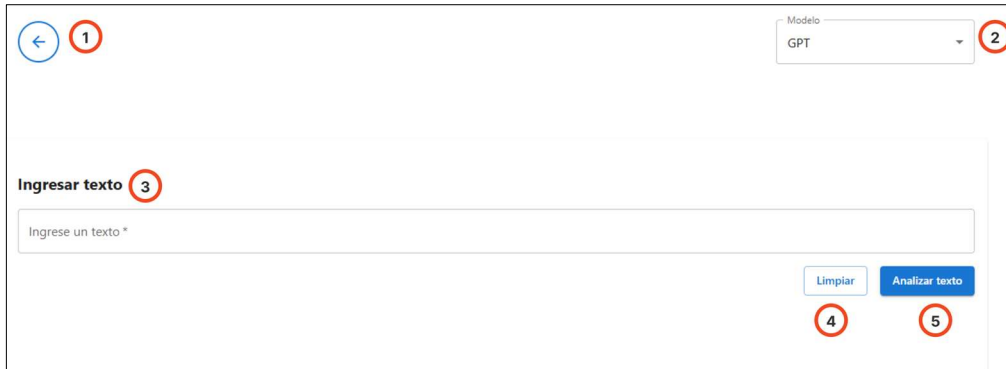 1
Modelo
GPT
2
Ingresar texto 3
Ingrese un texto *
Limpiar Analizar texto
4 5